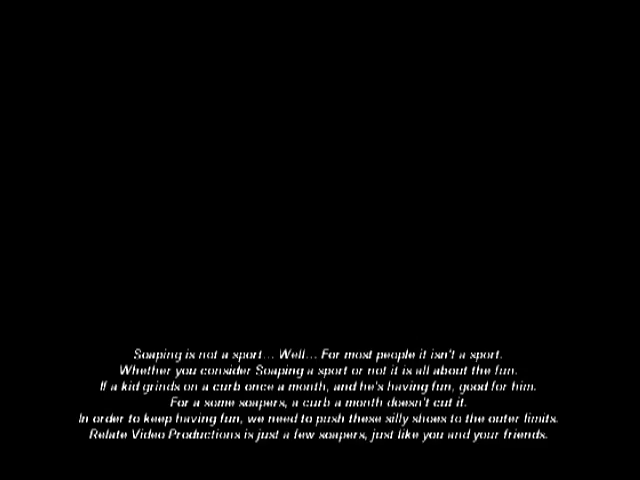 Soaping is not a sport... Well... For most people it isn't a sport.
Whether you consider Soaping a sport or not it is all about the fun.
If a kid grinds on a curb once a month, and he's having fun, good for him.
For a some soapers, a curb a month doesn't cut it.
In order to keep having fun, we need to push these silly shoes to the outer limits.
Relate Video Productions is just a few soapers, just like you and your friends.